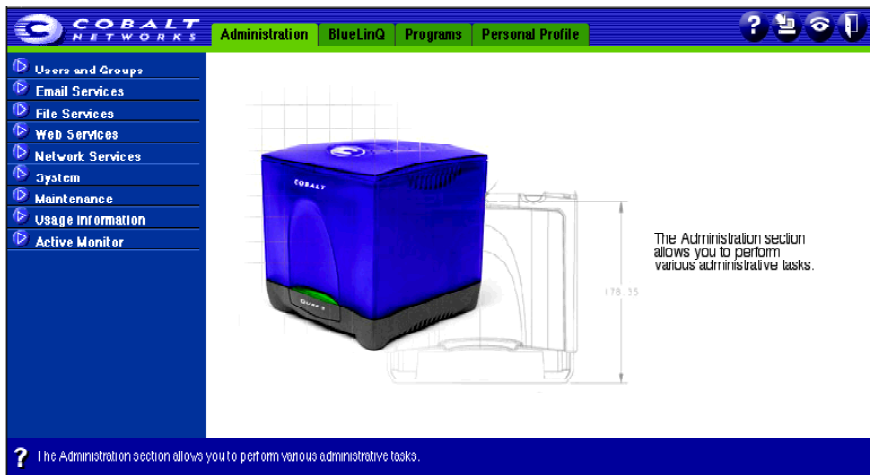 COBALT
NETWORKS
Administration
BlueLinQ
Programs
Personal Profile
?
Users and Groups
Email Services
File Services
Web Services
Network Services
System
Maintenance
Usage Information
Active Monitor
COBALT
Qube 3
178.35
The Administration section
allows you to perform
various administrative tasks.
? The Administration section allows you to perform various administrative tasks.